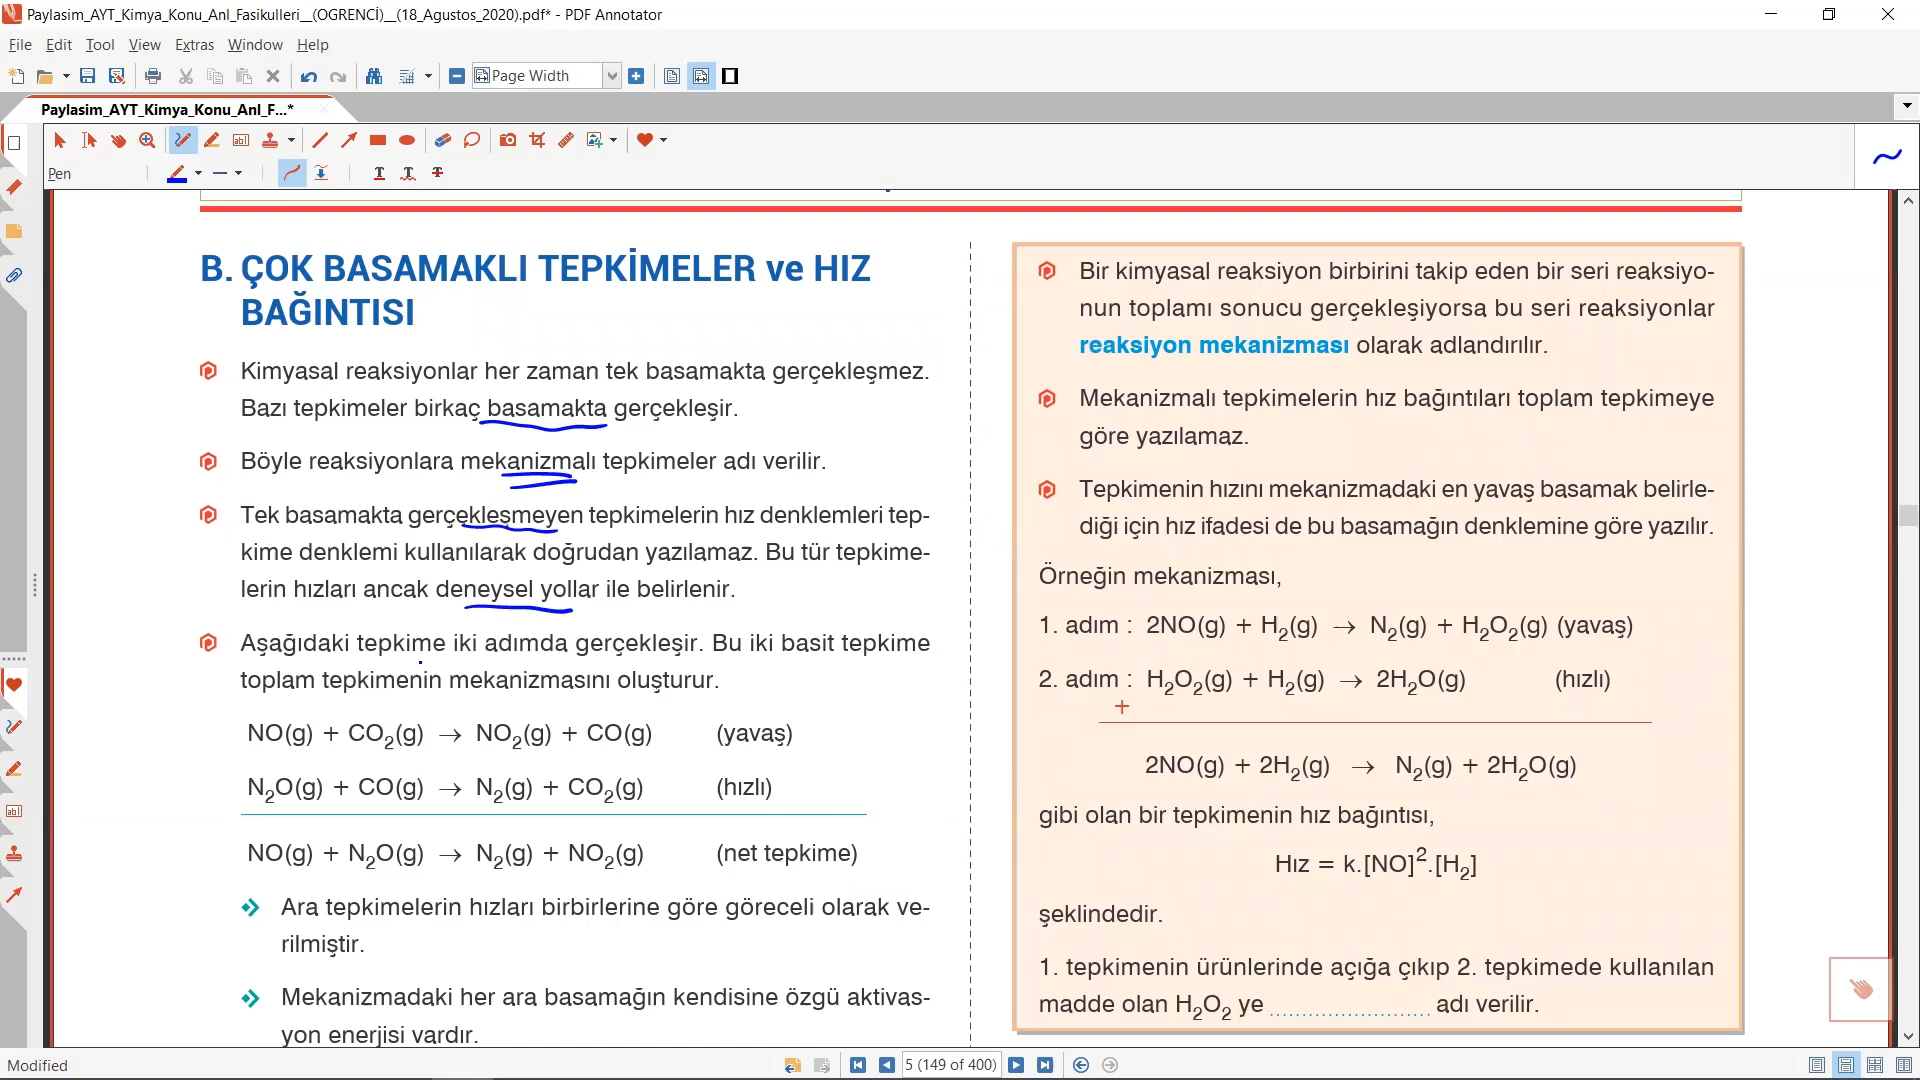 Paylasim_AYT_Kimya_Konu_Anl_Fasikulleri__(OGRENCİ)__(18_Agustos_2020).pdf* - PDF Annotator
File Edit Tool View Extras Window Help
Page Width
Paylasim_AYT_Kimya_Konu_Anl_F...*
Pen
B. ÇOK BASAMAKLI TEPKİMELER ve HIZ
BAĞINTISI
Kimyasal reaksiyonlar her zaman tek basamakta gerçekleşmez.
Bazı tepkimeler birkaç basamakta gerçekleşir.
Böyle reaksiyonlara mekanizmalı tepkimeler adı verilir.
Tek basamakta gerçekleşmeyen tepkimelerin hız denklemleri tep-
kime denklemi kullanılarak doğrudan yazılamaz. Bu tür tepkime-
lerin hızları ancak deneysel yollar ile belirlenir.
Aşağıdaki tepkime iki adımda gerçekleşir. Bu iki basit tepkime
toplam tepkimenin mekanizmasını oluşturur.
NO(g) + CO₂(g) → NO₂(g) + CO(g) (yavaş)
N₂O(g) + CO(g) → N₂(g) + CO₂(g) (hızlı)
NO(g) + N₂O(g) → N₂(g) + NO₂(g) (net tepkime)
Ara tepkimelerin hızları birbirlerine göre göreceli olarak ve-
rilmiştir.
Mekanizmadaki her ara basamağın kendisine özgü aktivas-
yon enerjisi vardır.
Bir kimyasal reaksiyon birbirini takip eden bir seri reaksiyo-
nun toplamı sonucu gerçekleşiyorsa bu seri reaksiyonlar
reaksiyon mekanizması olarak adlandırılır.
Mekanizmalı tepkimelerin hız bağıntıları toplam tepkimeye
göre yazılamaz.
Tepkimenin hızını mekanizmadaki en yavaş basamak belirle-
diği için hız ifadesi de bu basamağın denklemine göre yazılır.
Örneğin mekanizması,
1. adım : 2NO(g) + H₂(g) → N₂(g) + H₂O₂(g) (yavaş)
2. adım : H₂O₂(g) + H₂(g) → 2H₂O(g) (hızlı)
+
2NO(g) + 2H₂(g) → N₂(g) + 2H₂O(g)
gibi olan bir tepkimenin hız bağıntısı,
Hız = k.[NO]².[H₂]
şeklindedir.
1. tepkimenin ürünlerinde açığa çıkıp 2. tepkimede kullanılan
madde olan H₂O₂ ye ........................ adı verilir.
Modified
5 (149 of 400)